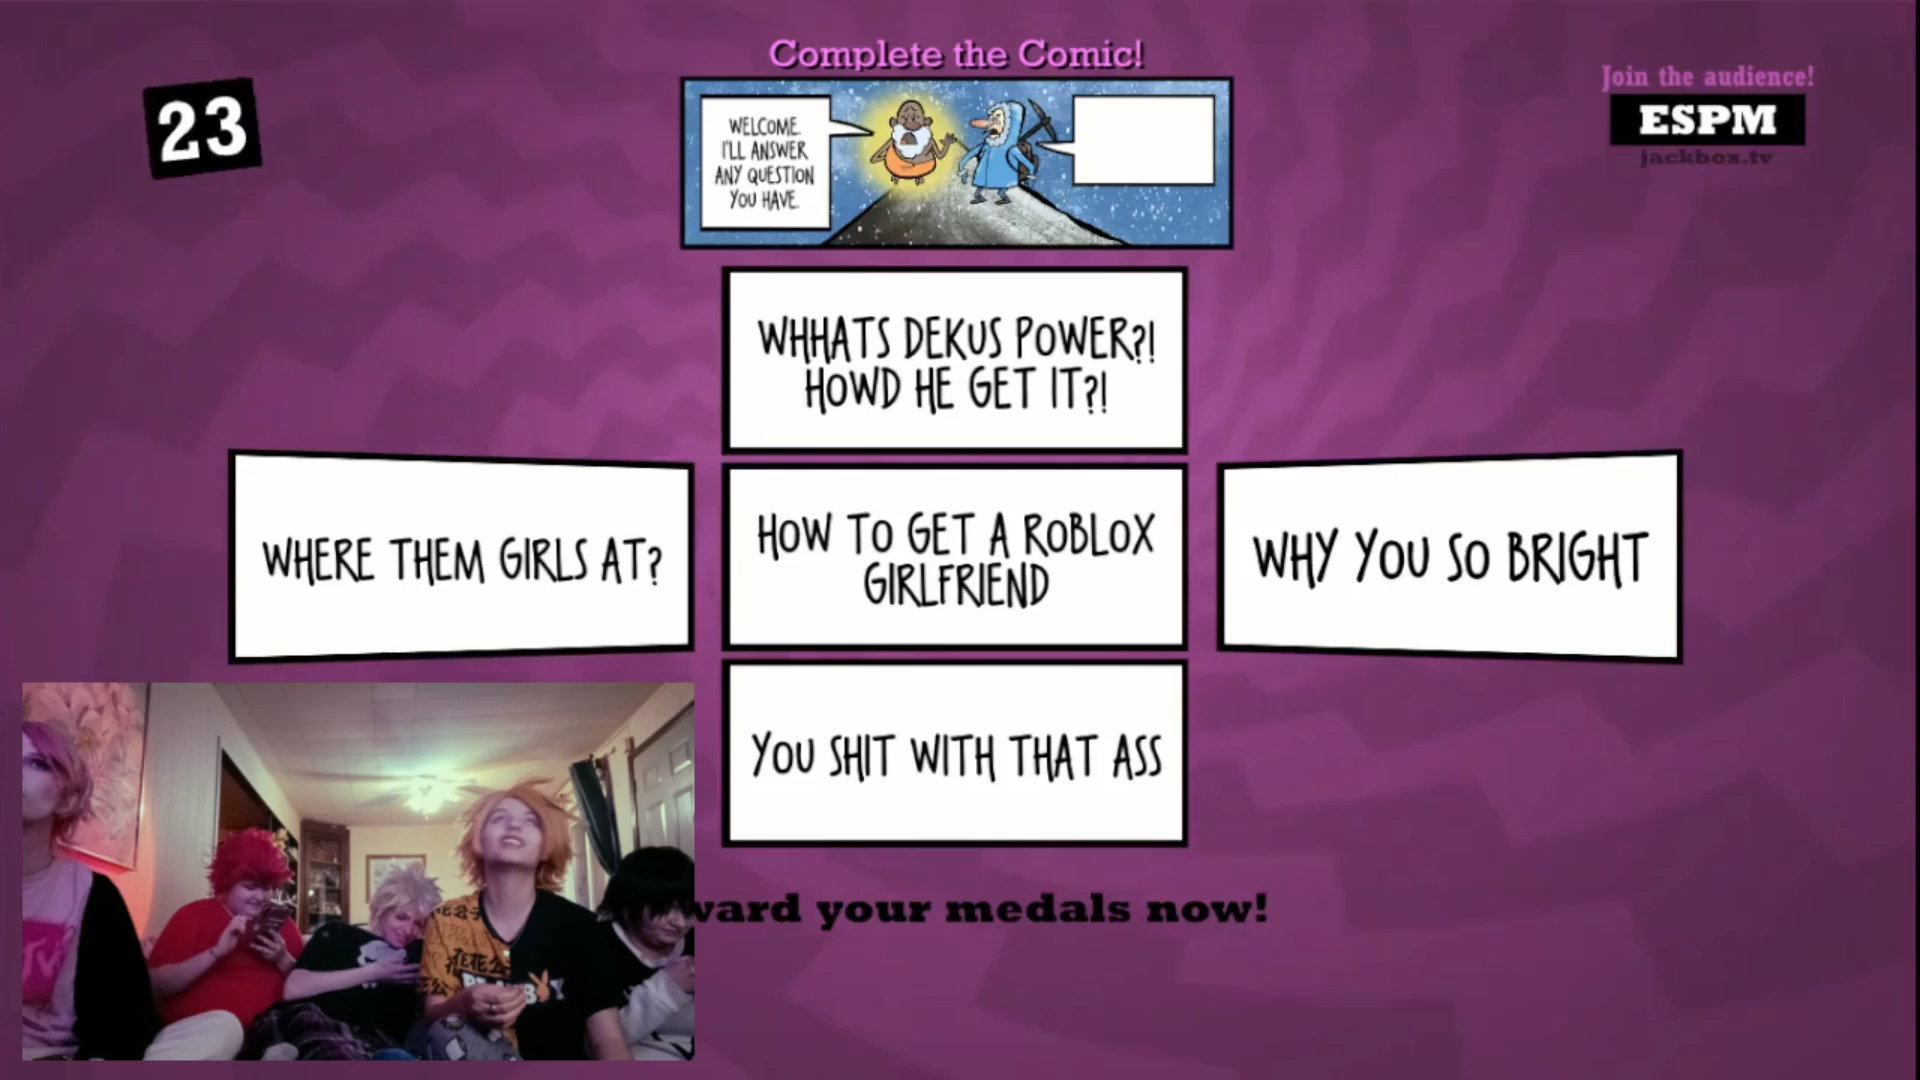 Complete the Comic!
23
WELCOME.
I'LL ANSWER
ANY QUESTION
YOU HAVE.
Join the audience!
ESPM
jackbox.tv
WHHATS DEKUS POWER?!
HOWD HE GET IT?!
WHERE THEM GIRLS AT?
HOW TO GET A ROBLOX
GIRLFRIEND
WHY YOU SO BRIGHT
YOU SHIT WITH THAT ASS
ward your medals now!